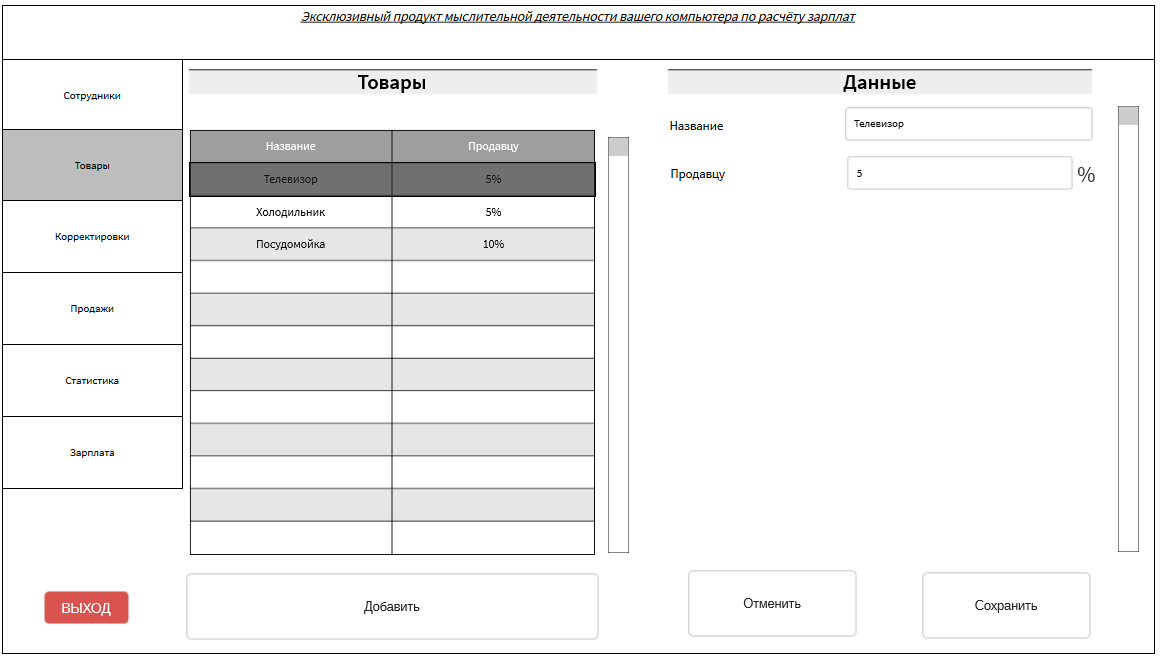 Эксклюзивный продукт мыслительной деятельности вашего компьютера по расчёту зарплат
Сотрудники
Товары
Корректировки
Продажи
Статистика
Зарплата
ВЫХОД
Товары
Название Продавцу
Телевизор 5%
Холодильник 5%
Посудомойка 10%
Добавить
Данные
Название Телевизор
Продавцу 5 %
Отменить Сохранить